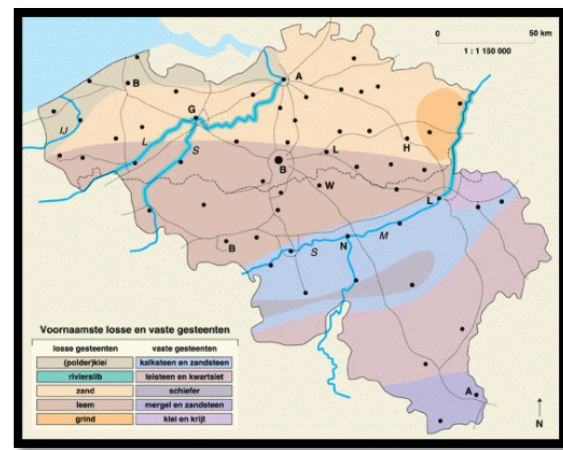 0 50 km
1 : 1 150 000
B
A
G
IJ
L
S
L
H
B
W
L
N
M
S
B
A
N
Voornaamste losse en vaste gesteenten
losse gesteenten vaste gesteenten
(polder)klei kalksteen en zandsteen
rivierslib leisteen en kwartsiet
zand schiefer
leem mergel en zandsteen
grind klei en krijt